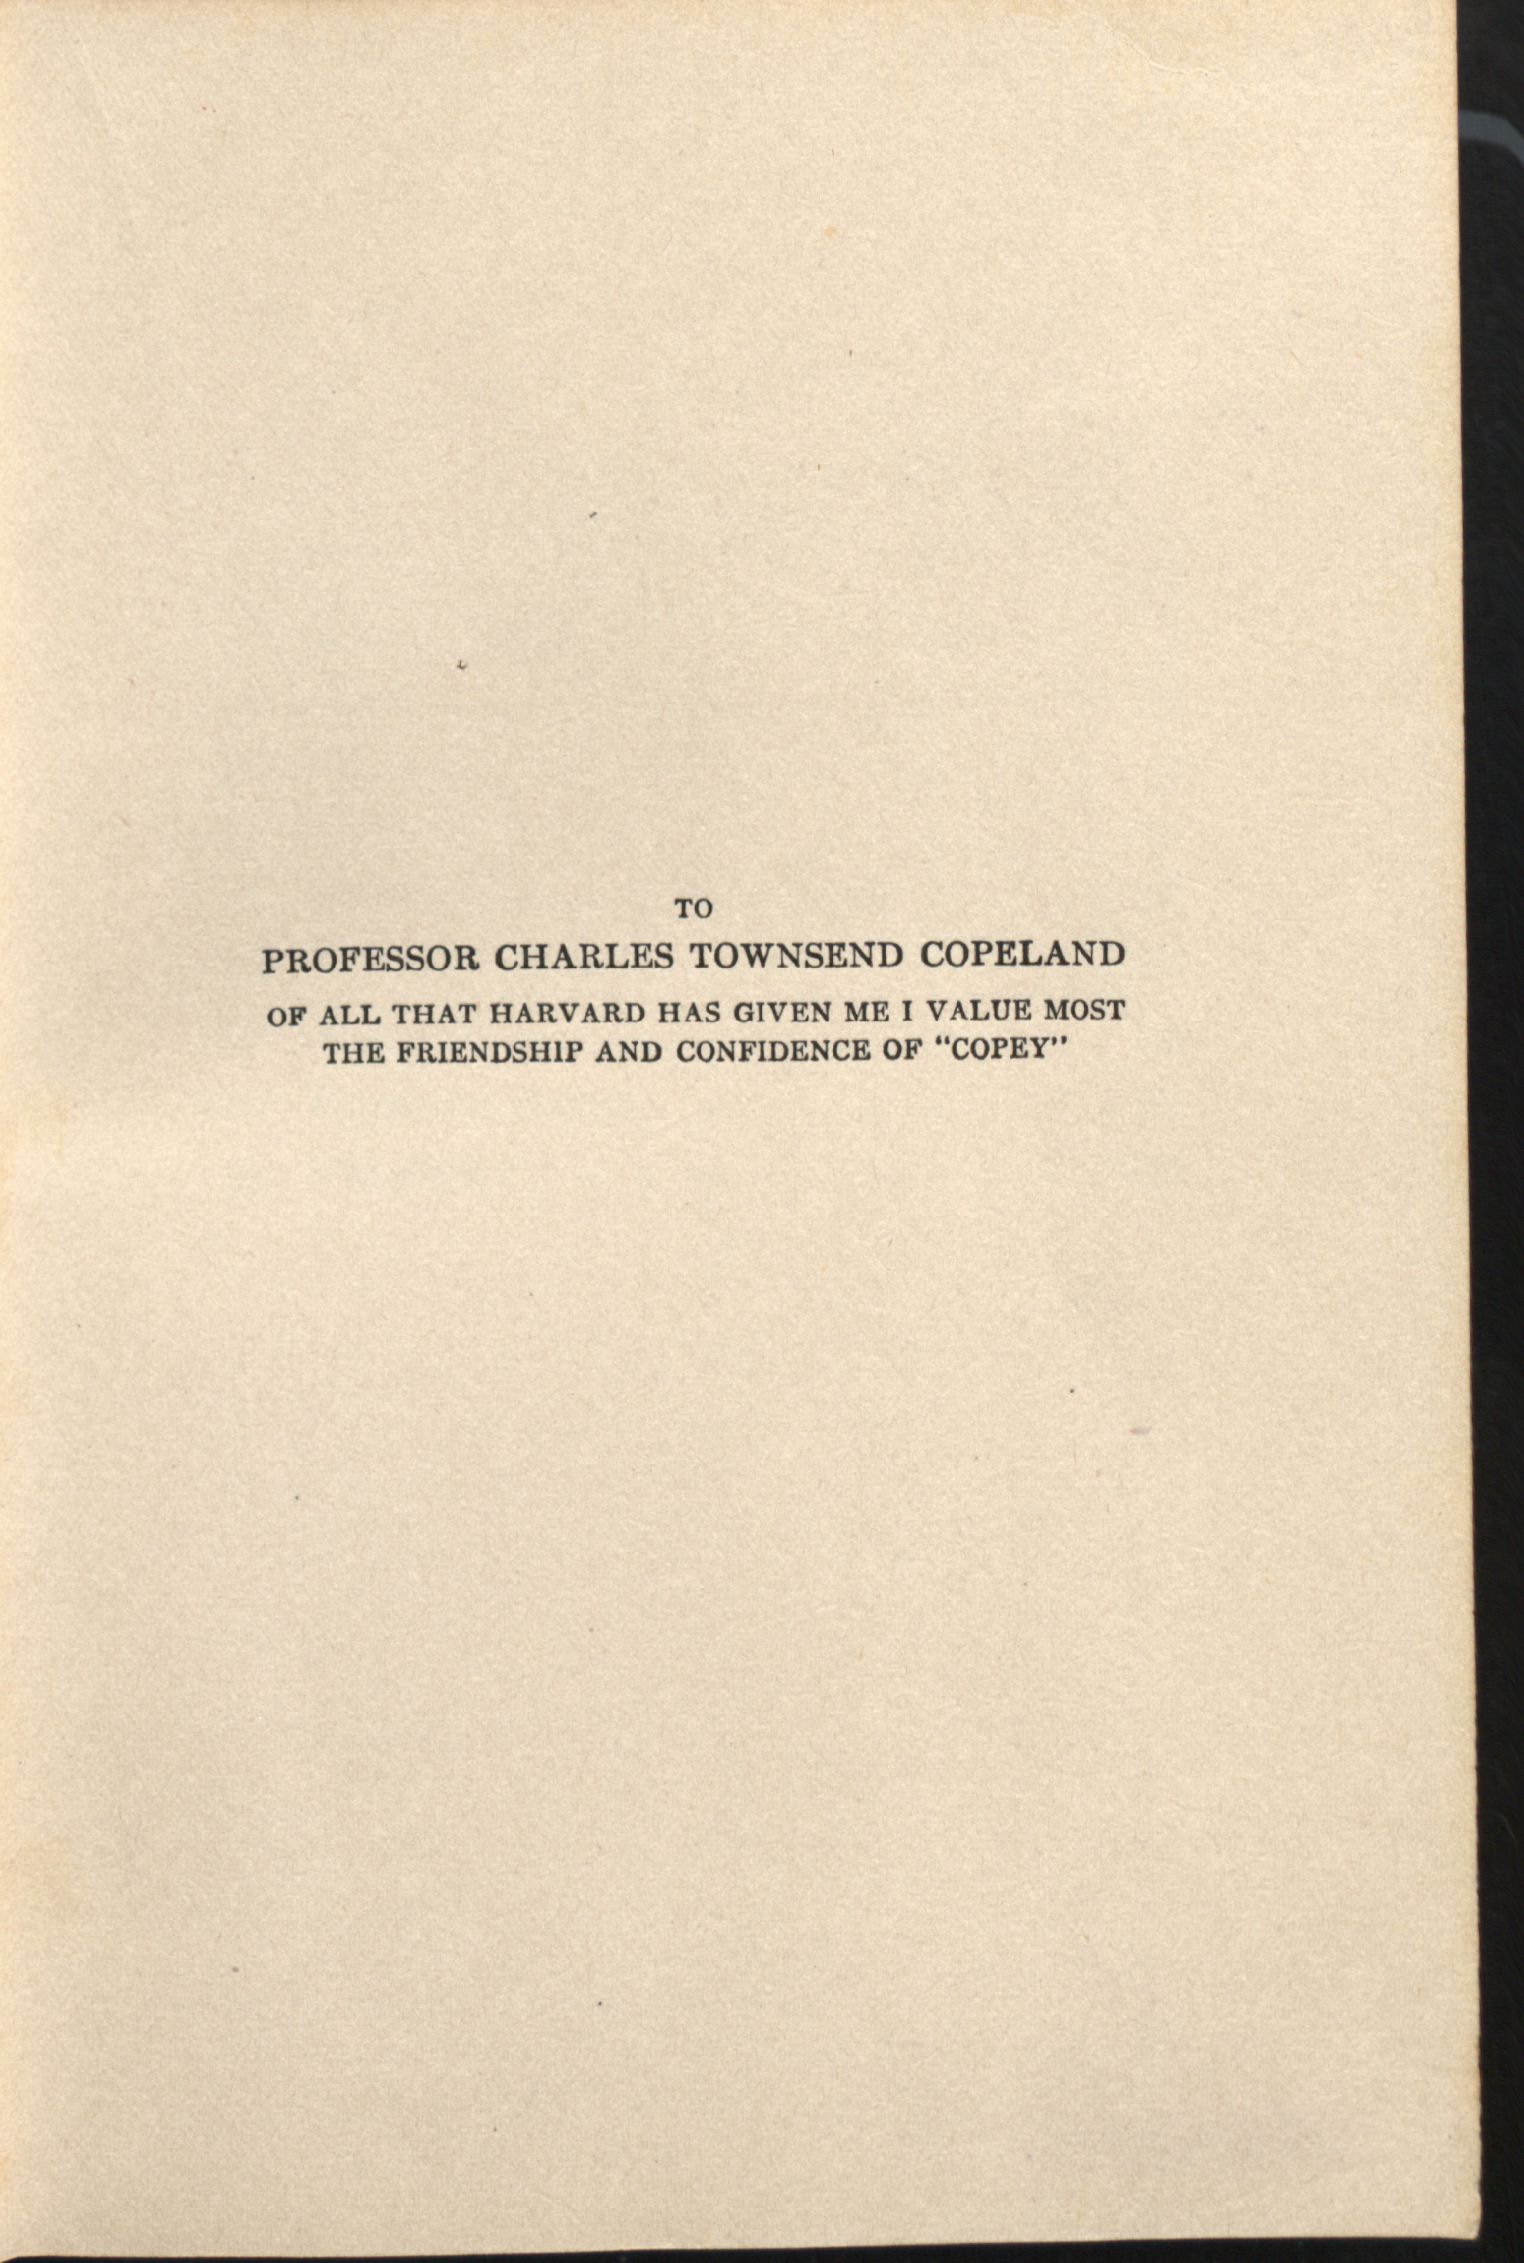 TO
PROFESSOR CHARLES TOWNSEND COPELAND
OF ALL THAT HARVARD HAS GIVEN ME I VALUE MOST
THE FRIENDSHIP AND CONFIDENCE OF "COPEY"